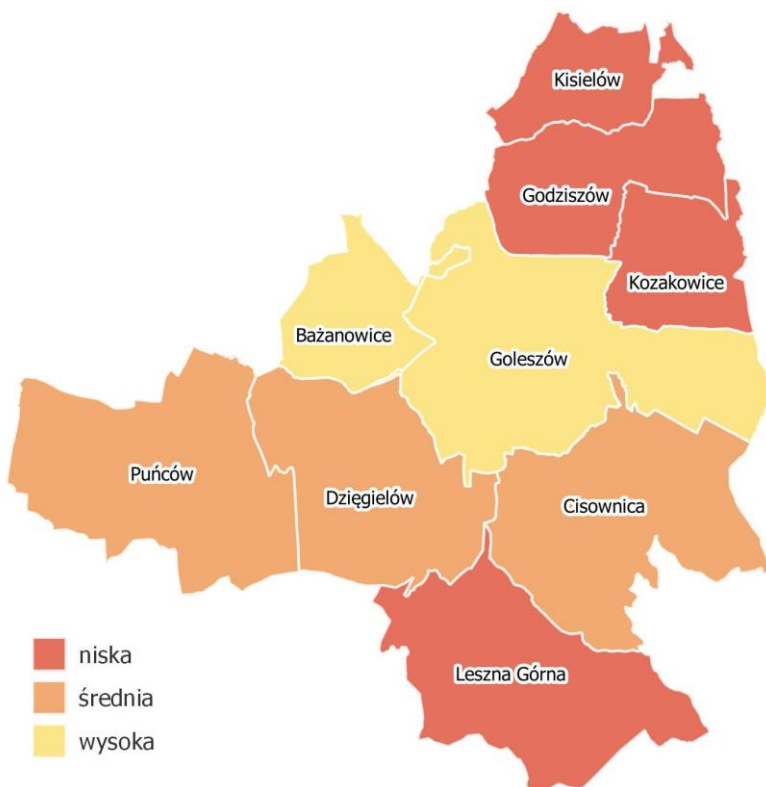 Kisielów
Godziszów
Kozakowice
Bażanowice
Goleszów
Puńców
Dzięgielów
Cisownica
Leszna Górna
niska
średnia
wysoka